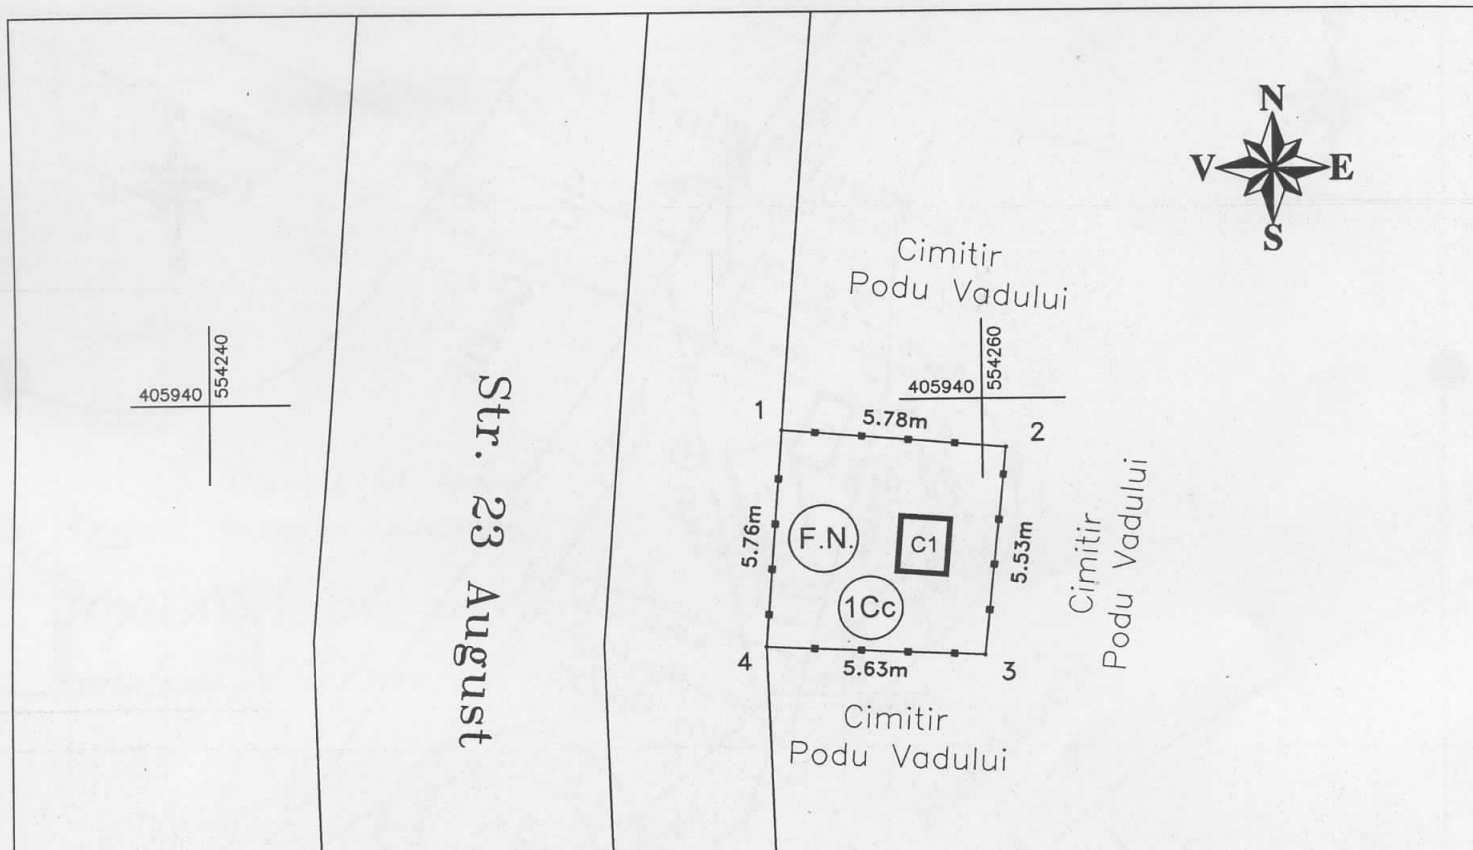 N
V E
S
Cimitir
Podu Vadului
405940
554240
405940
554260
Str. 23 August
1
5.78m
2
5.76m
F.N.
C1
5.53m
1Cc
Cimitir
Podu Vadului
4
5.63m
3
Cimitir
Podu Vadului